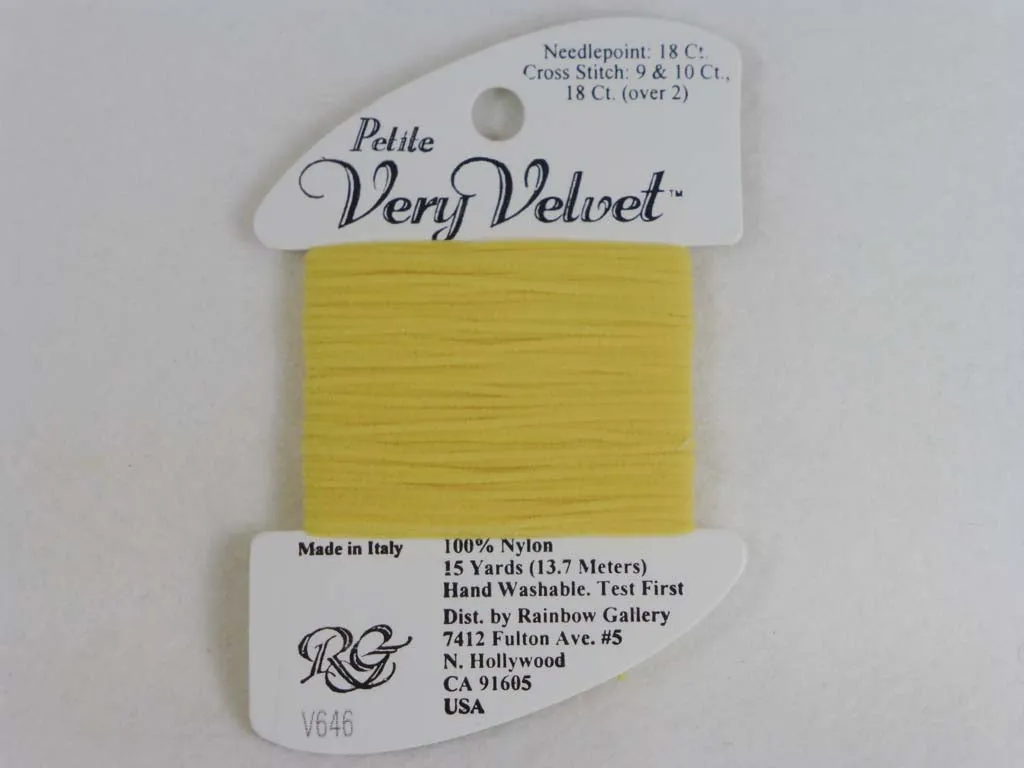 Needlepoint: 18 Ct.
Cross Stitch: 9 & 10 Ct.,
18 Ct. (over 2)
Petite
Very Velvet™
Made in Italy
100% Nylon
15 Yards (13.7 Meters)
Hand Washable. Test First
Dist. by Rainbow Gallery
7412 Fulton Ave. #5
N. Hollywood
CA 91605
USA
RG
V646